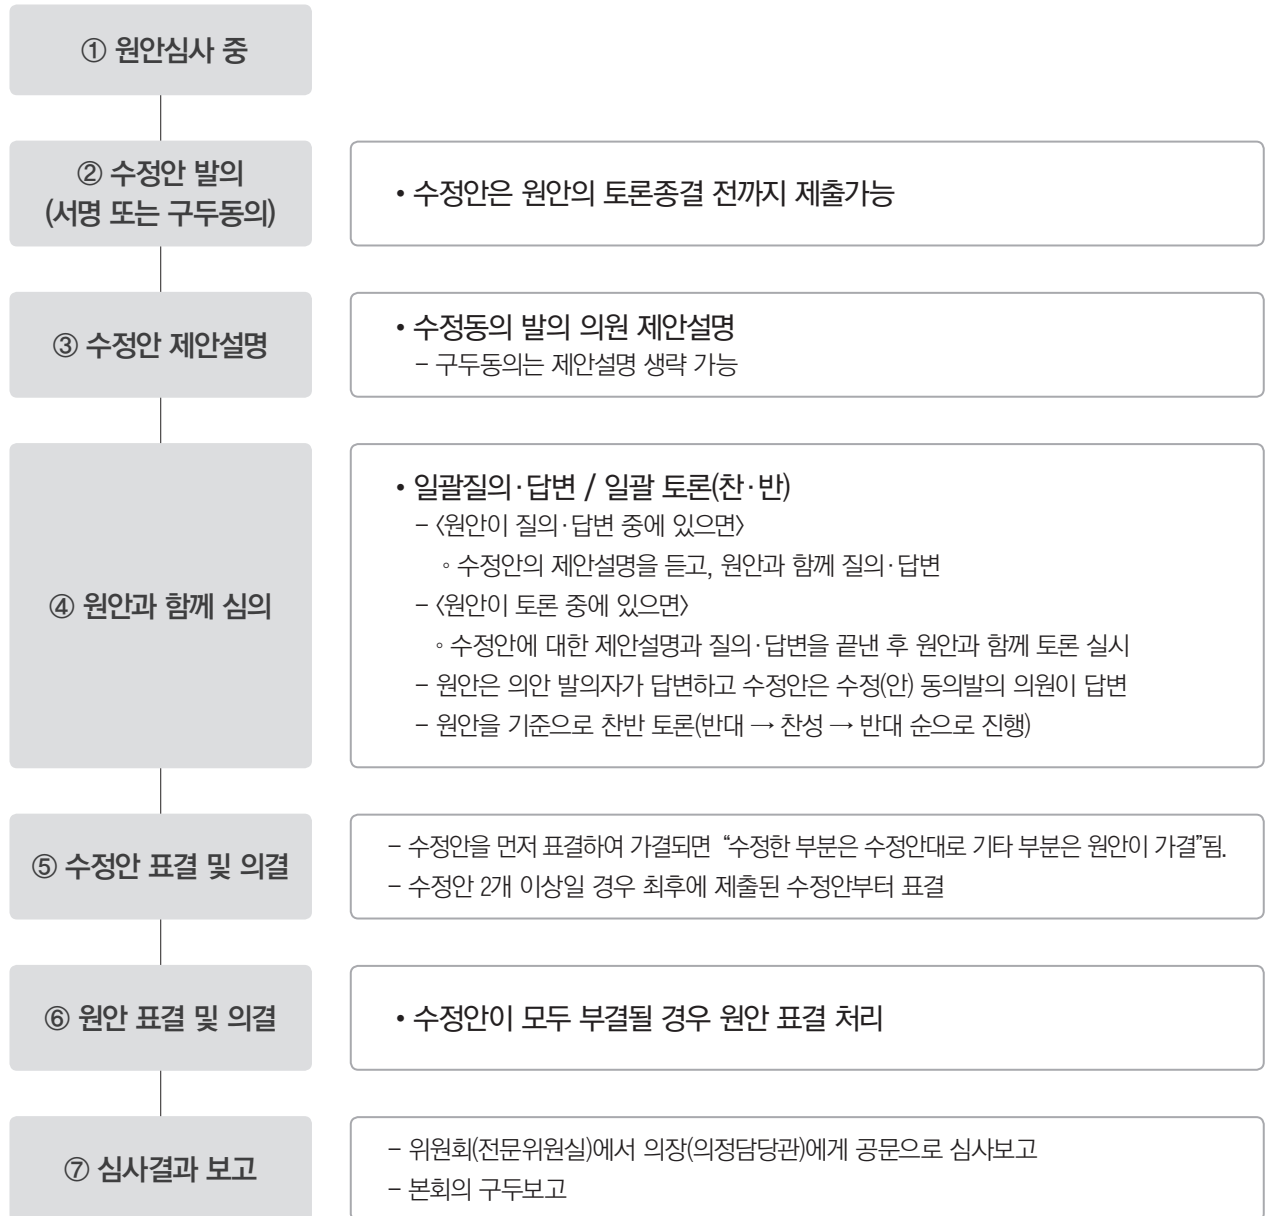 ① 원안심사 중
② 수정안 발의
(서명 또는 구두동의)
• 수정안은 원안의 토론종결 전까지 제출가능
③ 수정안 제안설명
• 수정동의 발의 의원 제안설명
- 구두동의는 제안설명 생략 가능
④ 원안과 함께 심의
• 일괄질의·답변 / 일괄 토론(찬·반)
- 〈원안이 질의·답변 중에 있으면〉
◦ 수정안의 제안설명을 듣고, 원안과 함께 질의·답변
- 〈원안이 토론 중에 있으면〉
◦ 수정안에 대한 제안설명과 질의·답변을 끝낸 후 원안과 함께 토론 실시
- 원안은 의안 발의자가 답변하고 수정안은 수정(안) 동의발의 의원이 답변
- 원안을 기준으로 찬반 토론(반대 → 찬성 → 반대 순으로 진행)
⑤ 수정안 표결 및 의결
- 수정안을 먼저 표결하여 가결되면 “수정한 부분은 수정안대로 기타 부분은 원안이 가결”됨.
- 수정안 2개 이상일 경우 최후에 제출된 수정안부터 표결
⑥ 원안 표결 및 의결
• 수정안이 모두 부결될 경우 원안 표결 처리
⑦ 심사결과 보고
- 위원회(전문위원실)에서 의장(의정담당관)에게 공문으로 심사보고
- 본회의 구두보고